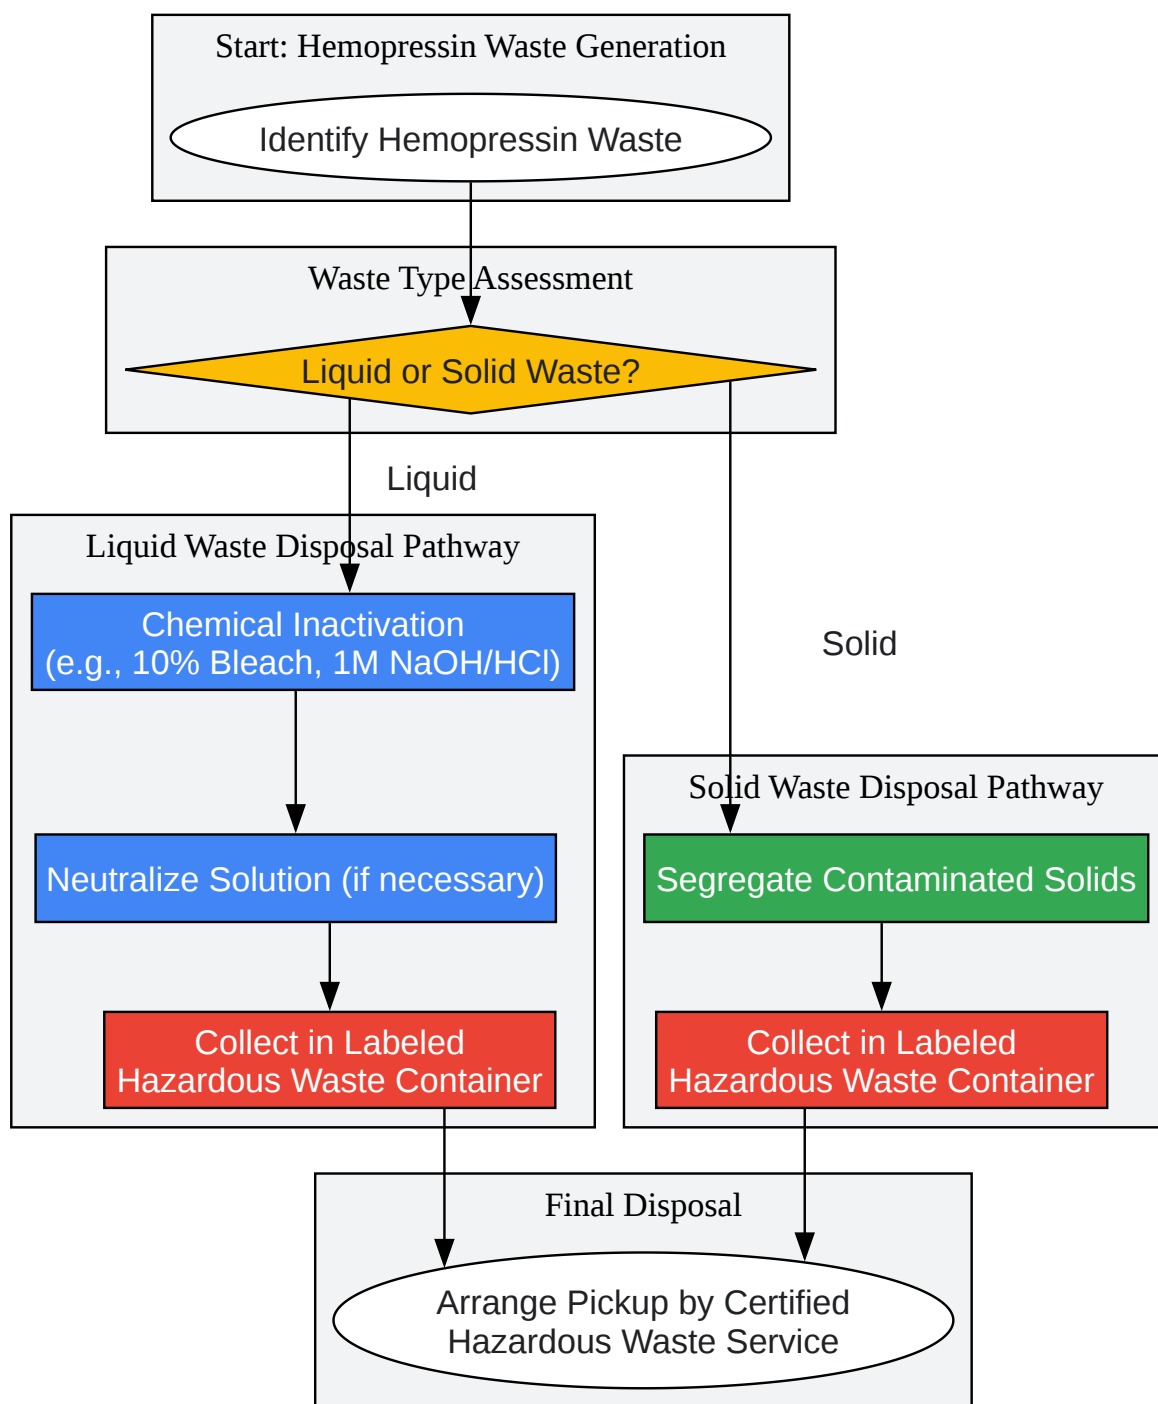 Start: Hemopressin Waste Generation
Identify Hemopressin Waste
Waste Type Assessment
Liquid or Solid Waste?
Liquid
Liquid Waste Disposal Pathway
Chemical Inactivation
(e.g., 10% Bleach, 1M NaOH/HCl)
Neutralize Solution (if necessary)
Collect in Labeled
Hazardous Waste Container
Solid
Solid Waste Disposal Pathway
Segregate Contaminated Solids
Collect in Labeled
Hazardous Waste Container
Final Disposal
Arrange Pickup by Certified
Hazardous Waste Service